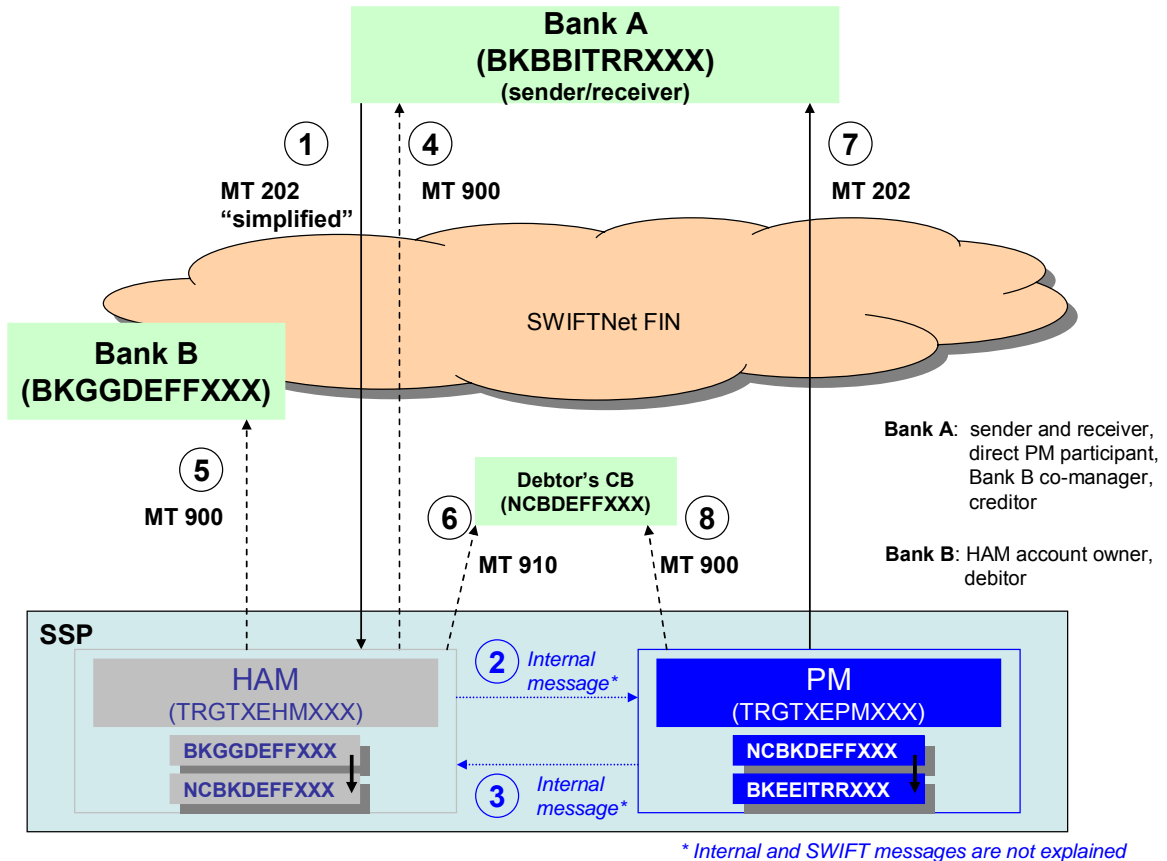 Bank A
(BKBBITRRXXX)
(sender/receiver)
1
4
7
MT 202
“simplified”
MT 900
MT 202
SWIFTNet FIN
Bank B
(BKGGDEFFXXX)
Bank A: sender and receiver,
direct PM participant,
Bank B co-manager,
creditor
5
MT 900
Debtor's CB
(NCBDEFFXXX)
6
8
MT 910
MT 900
Bank B: HAM account owner,
debitor
SSP
HAM
(TRGTXEHMXXX)
2
Internal
message*
PM
(TRGTXEPMXXX)
BKGGDEFFXXX
NCBKDEFFXXX
3
Internal
message*
NCBKDEFFXXX
BKEEITRRXXX
* Internal and SWIFT messages are not explained